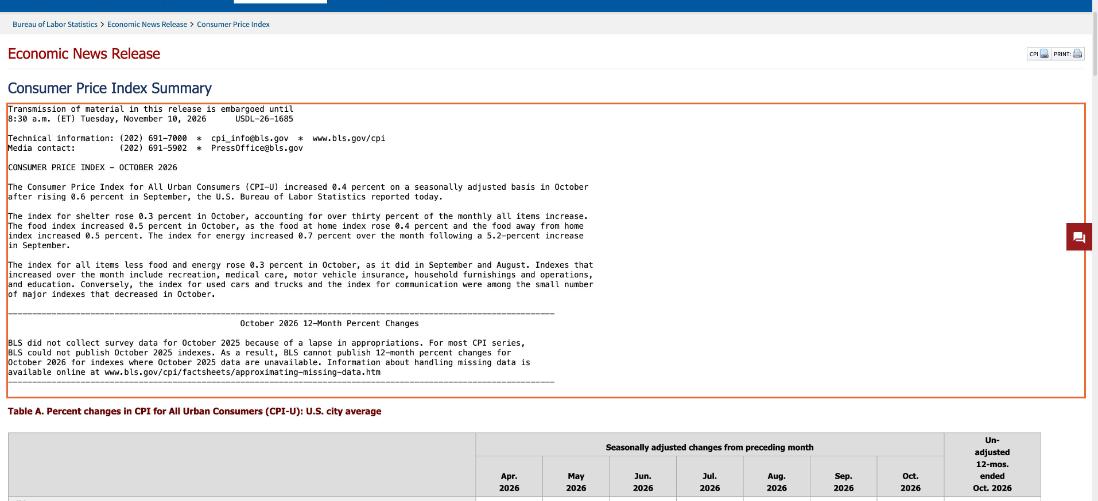 Bureau of Labor Statistics > Economic News Release > Consumer Price Index
Economic News Release
CPI PRINT:
Consumer Price Index Summary
Transmission of material in this release is embargoed until
8:30 a.m. (ET) Tuesday, November 10, 2026 USDL-26-1685
Technical information: (202) 691-7000 * cpi_info@bls.gov * www.bls.gov/cpi
Media contact: (202) 691-5902 * PressOffice@bls.gov
CONSUMER PRICE INDEX – OCTOBER 2026
The Consumer Price Index for All Urban Consumers (CPI-U) increased 0.4 percent on a seasonally adjusted basis in October
after rising 0.6 percent in September, the U.S. Bureau of Labor Statistics reported today.
The index for shelter rose 0.3 percent in October, accounting for over thirty percent of the monthly all items increase.
The food index increased 0.5 percent in October, as the food at home index rose 0.4 percent and the food away from home
index increased 0.5 percent. The index for energy increased 0.7 percent over the month following a 5.2-percent increase
in September.
The index for all items less food and energy rose 0.3 percent in October, as it did in September and August. Indexes that
increased over the month include recreation, medical care, motor vehicle insurance, household furnishings and operations,
and education. Conversely, the index for used cars and trucks and the index for communication were among the small number
of major indexes that decreased in October.
October 2026 12-Month Percent Changes
BLS did not collect survey data for October 2025 because of a lapse in appropriations. For most CPI series,
BLS could not publish October 2025 indexes. As a result, BLS cannot publish 12-month percent changes for
October 2026 for indexes where October 2025 data are unavailable. Information about handling missing data is
available online at www.bls.gov/cpi/factsheets/approximating-missing-data.htm
Table A. Percent changes in CPI for All Urban Consumers (CPI-U): U.S. city average
Seasonally adjusted changes from preceding month
Un-
adjusted
12-mos.
ended
Oct. 2026
Apr.
2026
May
2026
Jun.
2026
Jul.
2026
Aug.
2026
Sep.
2026
Oct.
2026